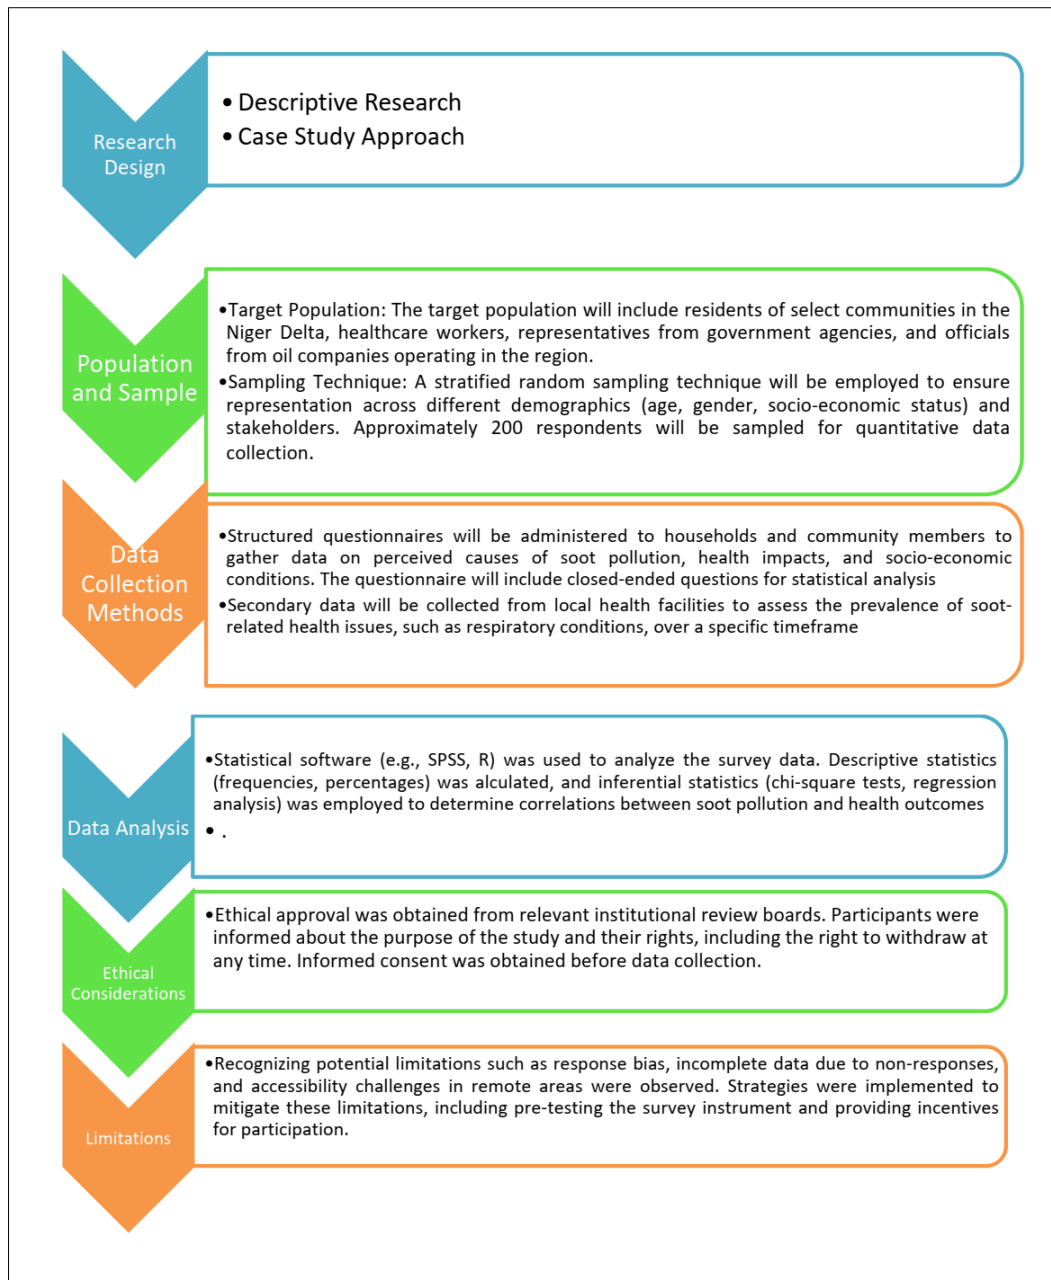 Research
Design
• Descriptive Research
• Case Study Approach
Population
and Sample
•Target Population: The target population will include residents of select communities in the
Niger Delta, healthcare workers, representatives from government agencies, and officials
from oil companies operating in the region.
•Sampling Technique: A stratified random sampling technique will be employed to ensure
representation across different demographics (age, gender, socio-economic status) and
stakeholders. Approximately 200 respondents will be sampled for quantitative data
collection.
Data
Collection
Methods
•Structured questionnaires will be administered to households and community members to
gather data on perceived causes of soot pollution, health impacts, and socio-economic
conditions. The questionnaire will include closed-ended questions for statistical analysis
•Secondary data will be collected from local health facilities to assess the prevalence of soot-
related health issues, such as respiratory conditions, over a specific timeframe
Data Analysis
•Statistical software (e.g., SPSS, R) was used to analyze the survey data. Descriptive statistics
(frequencies, percentages) was alculated, and inferential statistics (chi-square tests, regression
analysis) was employed to determine correlations between soot pollution and health outcomes
• .
Ethical
Considerations
•Ethical approval was obtained from relevant institutional review boards. Participants were
informed about the purpose of the study and their rights, including the right to withdraw at
any time. Informed consent was obtained before data collection.
Limitations
•Recognizing potential limitations such as response bias, incomplete data due to non-responses,
and accessibility challenges in remote areas were observed. Strategies were implemented to
mitigate these limitations, including pre-testing the survey instrument and providing incentives
for participation.